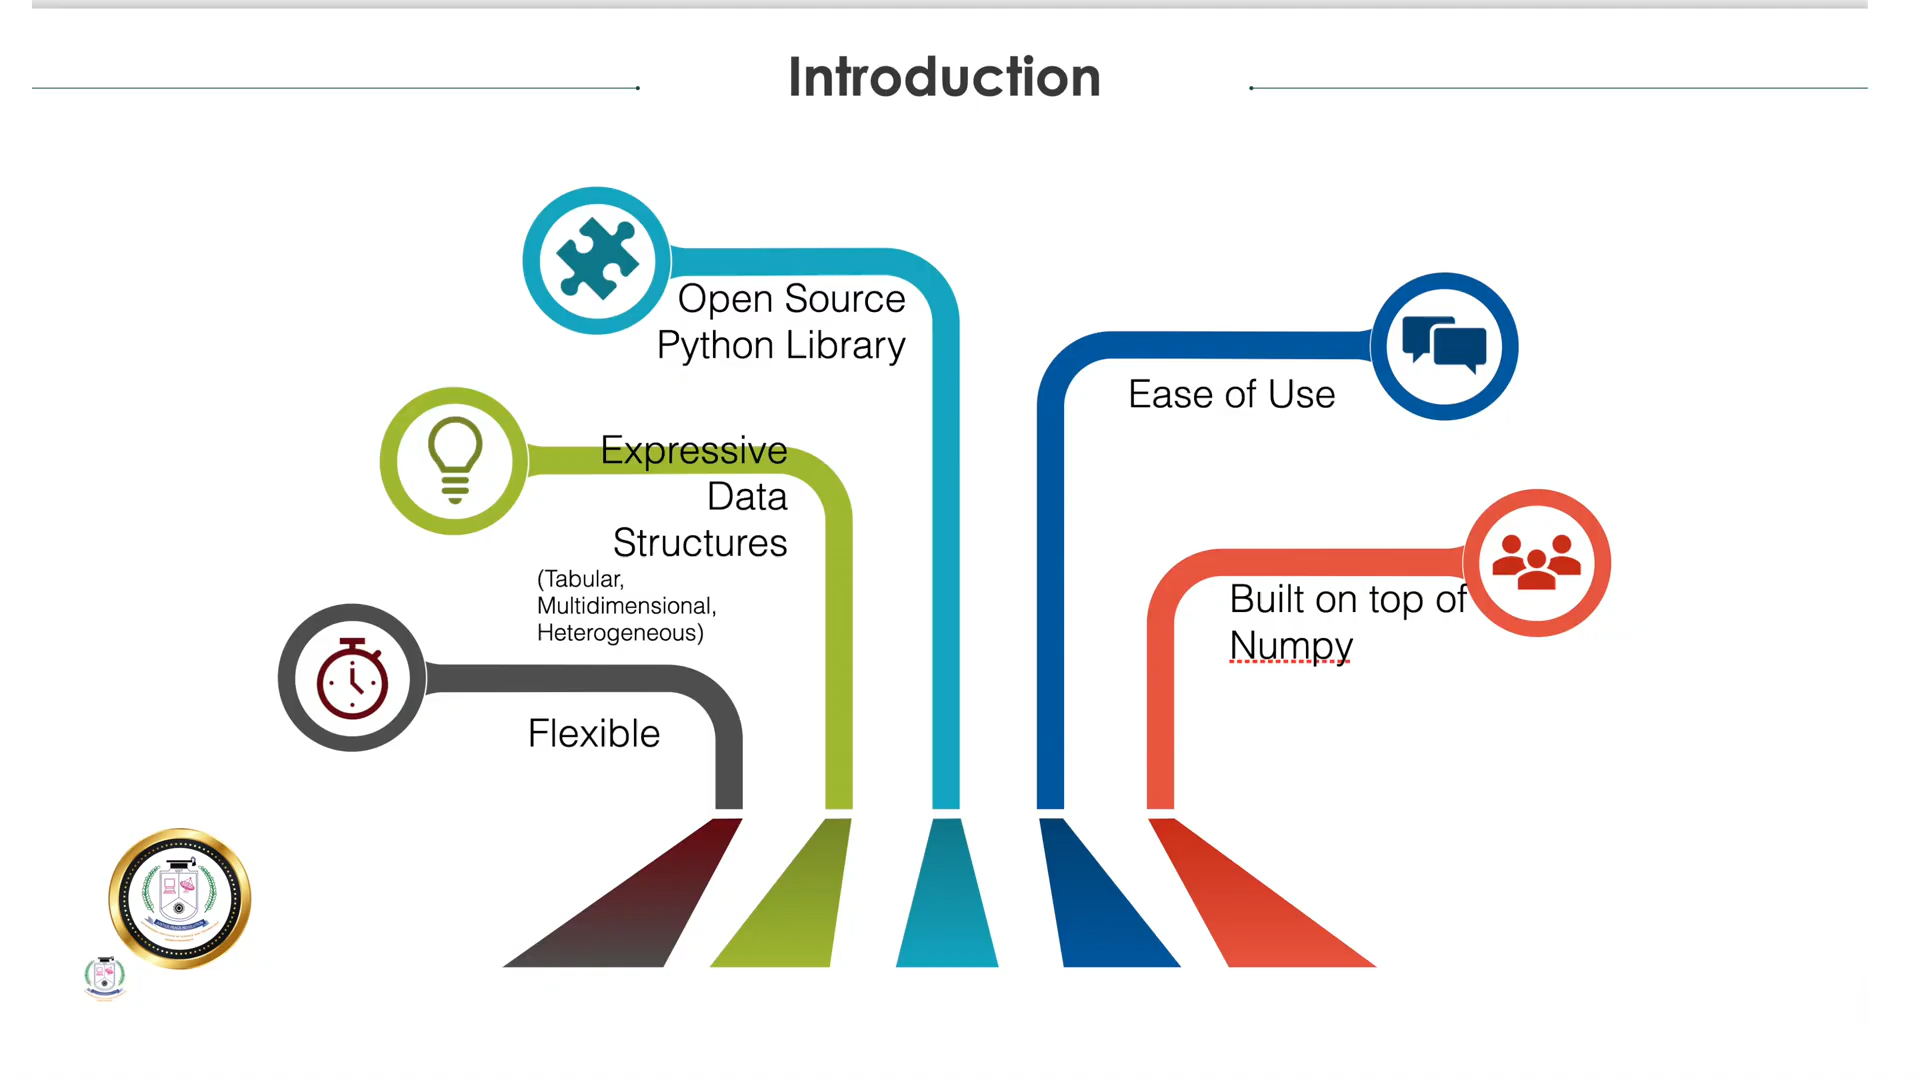 Introduction
Open Source
Python Library
Ease of Use
Expressive
Data
Structures
(Tabular,
Multidimensional,
Heterogeneous)
Built on top of
Numpy
Flexible